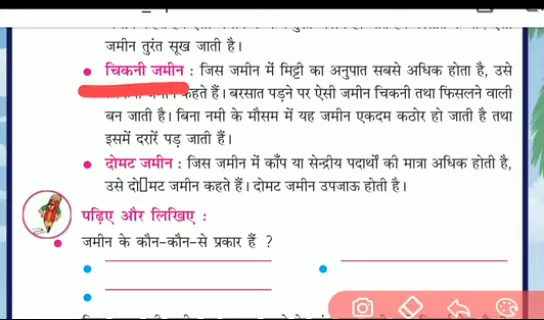 जमीन तुरंत सूख जाती है।
चिकनी जमीन : जिस जमीन में मिट्टी का अनुपात सबसे अधिक होता है, उसे
जमीन कहते हैं। बरसात पड़ने पर ऐसी जमीन चिकनी तथा फिसलने वाली
बन जाती है। बिना नमी के मौसम में यह जमीन एकदम कठोर हो जाती है तथा
इसमें दरारें पड़ जाती हैं।
दोमट जमीन : जिस जमीन में काँप या सेन्द्रीय पदार्थों की मात्रा अधिक होती है,
उसे दो▯मट जमीन कहते हैं। दोमट जमीन उपजाऊ होती है।
पढ़िए और लिखिए :
जमीन के कौन-कौन-से प्रकार हैं ?